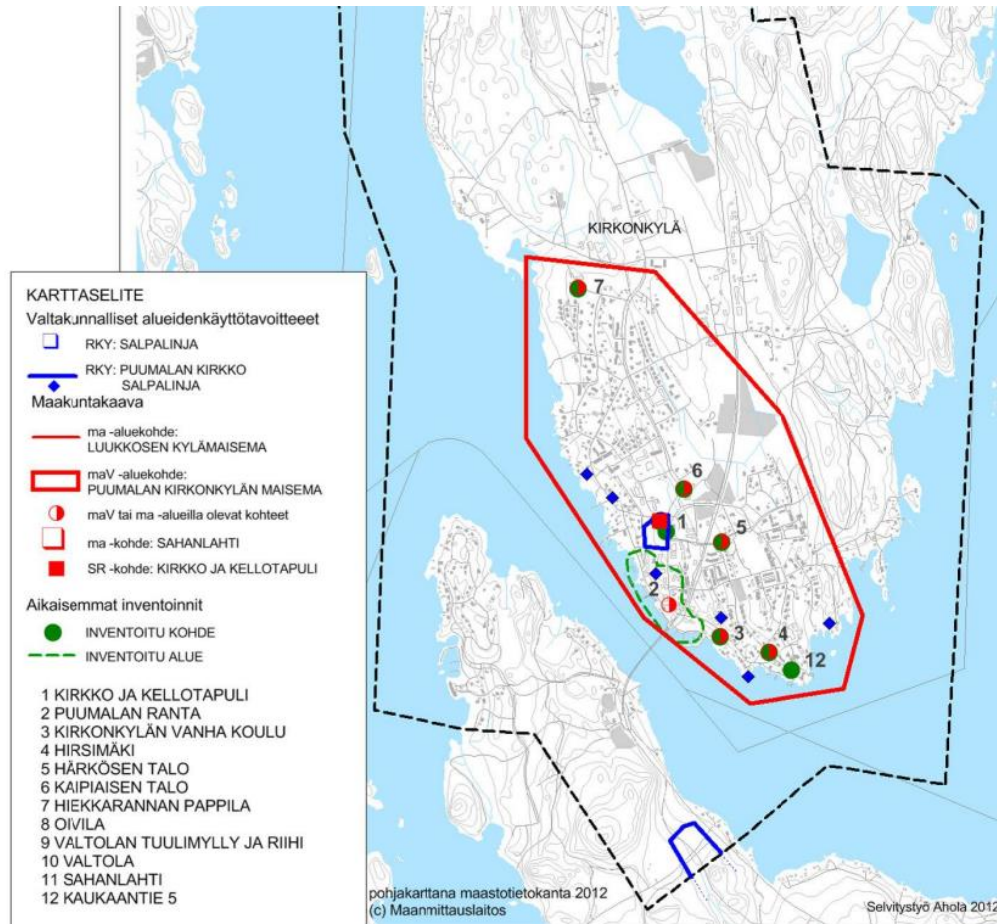 KIRKONKYLÄ
7
6
1
5
2
3
4
12
KARTTASELITE
Valtakunnalliset alueidenkäyttötavoitteeet
RKY: SALPALINJA
RKY: PUUMALAN KIRKKO
SALPALINJA
Maakuntakaava
ma -aluekohde:
LUUKKOSEN KYLÄMAISEMA
maV -aluekohde:
PUUMALAN KIRKONKYLÄN MAISEMA
maV tai ma -alueilla olevat kohteet
ma -kohde: SAHANLAHTI
SR -kohde: KIRKKO JA KELLOTAPULI
Aikaisemmat inventoinnit
INVENTOITU KOHDE
INVENTOITU ALUE
1 KIRKKO JA KELLOTAPULI
2 PUUMALAN RANTA
3 KIRKONKYLÄN VANHA KOULU
4 HIRSIMÄKI
5 HÄRKÖSEN TALO
6 KAIPIAISEN TALO
7 HIEKKARANNAN PAPPILA
8 OIVILA
9 VALTOLAN TUULIMYLLY JA RIIHI
10 VALTOLA
11 SAHANLAHTI
12 KAUKAANTIE 5
pohjakarttana maastotietokanta 2012
(c) Maanmittauslaitos
Selvitystyö Ahola 2012